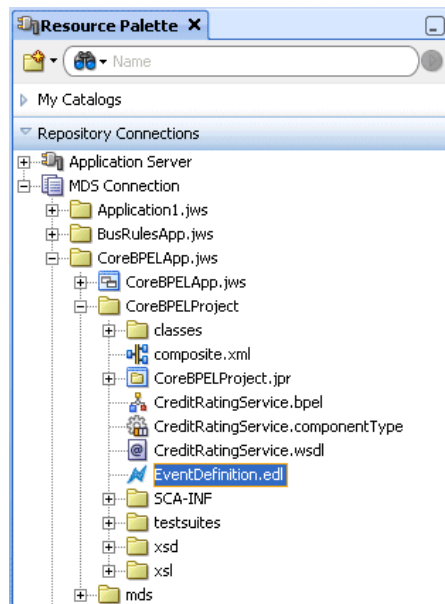 Resource Palette
Name
My Catalogs
Repository Connections
Application Server
MDS Connection
Application1.jws
BusRulesApp.jws
CoreBPELApp.jws
CoreBPELApp.jws
CoreBPELProject
classes
composite.xml
CoreBPELProject.jpr
CreditRatingService.bpel
CreditRatingService.componentType
CreditRatingService.wsdl
EventDefinition.edl
SCA-INF
testsuites
xsd
xsl
mds